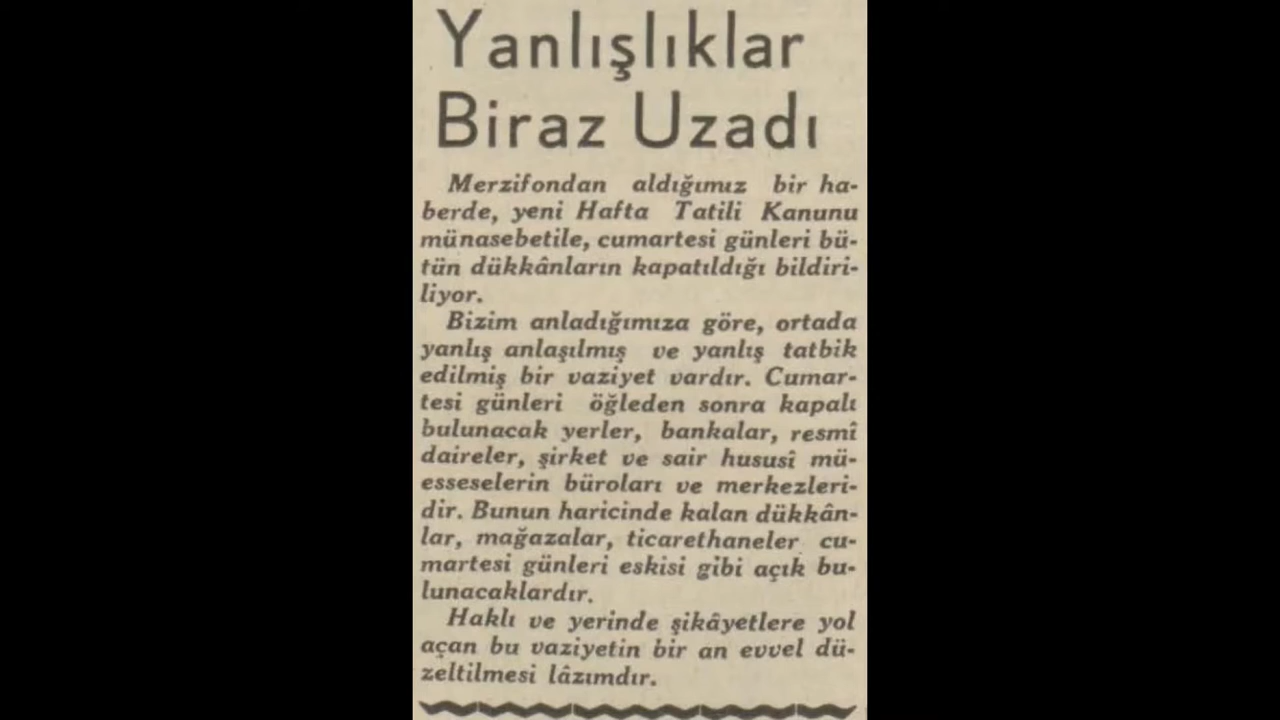 Yanlışlıklar
Biraz Uzadı
Merzifondan aldığımız bir ha-
berde, yeni Hafta Tatili Kanunu
münasebetile, cumartesi günleri bü-
tün dükkânların kapatıldığı bildiri-
liyor.
Bizim anladığımıza göre, ortada
yanlış anlaşılmış ve yanlış tatbik
edilmiş bir vaziyet vardır. Cumar-
tesi günleri öğleden sonra kapalı
bulunacak yerler, bankalar, resmî
daireler, şirket ve sair hususî mü-
esseselerin büroları ve merkezleri-
dir. Bunun haricinde kalan dükkân-
lar, mağazalar, ticarethaneler cu-
martesi günleri eskisi gibi açık bu-
lunacaklardır.
Haklı ve yerinde şikâyetlere yol
açan bu vaziyetin bir an evvel dü-
zeltilmesi lâzımdır.